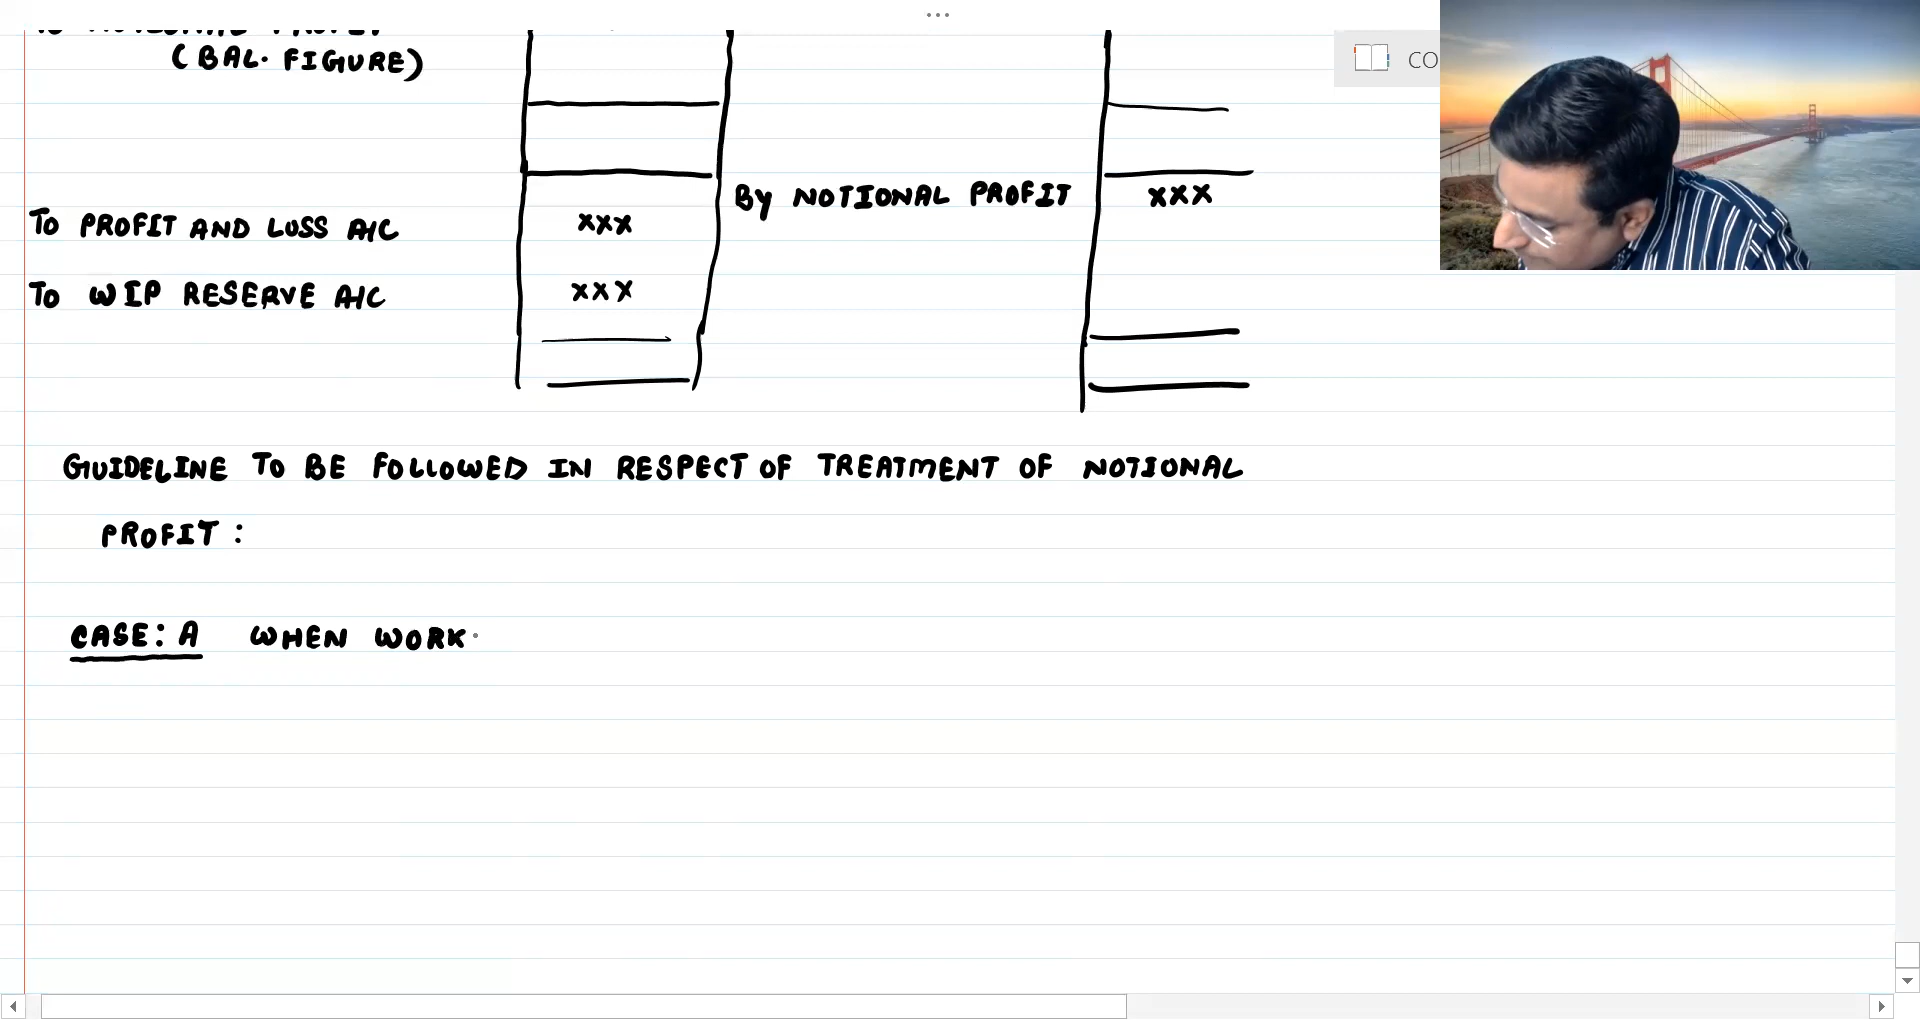 (BAL. FIGURE)
CO
By NOTIONAL PROFIT XXX
TO PROFIT AND LOSS A/C XXX
TO WIP RESERVE A/C XXX
GUIDELINE TO BE FOLLOWED IN RESPECT OF TREATMENT OF NOTIONAL
PROFIT :
CASE: A WHEN WORK